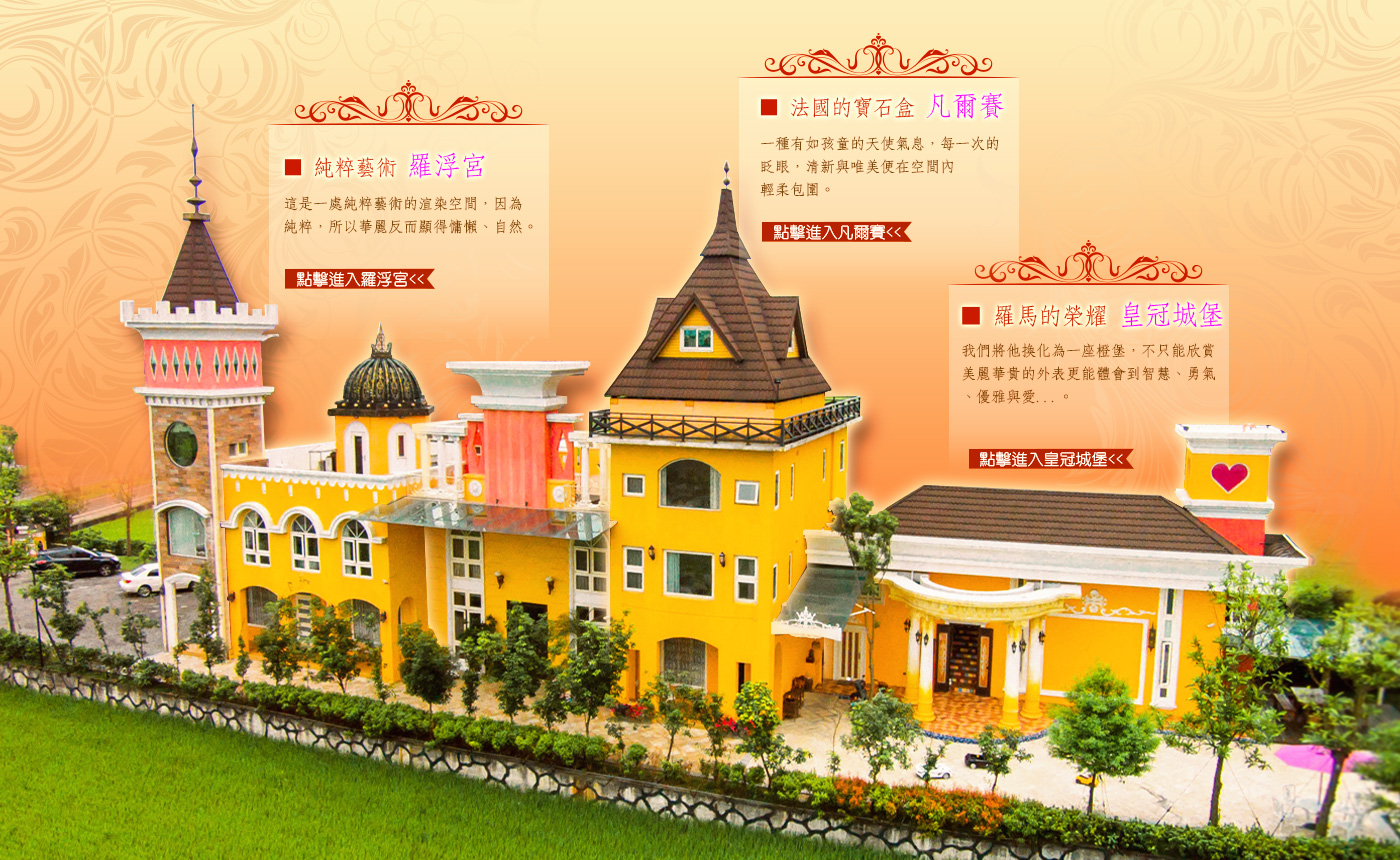 純粹藝術 羅浮宮
這是一處純粹藝術的渲染空間，因為
純粹，所以華麗反而顯得慵懶、自然。
點擊進入羅浮宮<<
法國的寶石盒 凡爾賽
一種有如孩童的天使氣息，每一次的
眨眼，清新與唯美便在空間內
輕柔包圍。
點擊進入凡爾賽<<
羅馬的榮耀 皇冠城堡
我們將他換化為一座橙堡，不只能欣賞
美麗華貴的外表更能體會到智慧、勇氣
、優雅與愛...。
點擊進入皇冠城堡<<